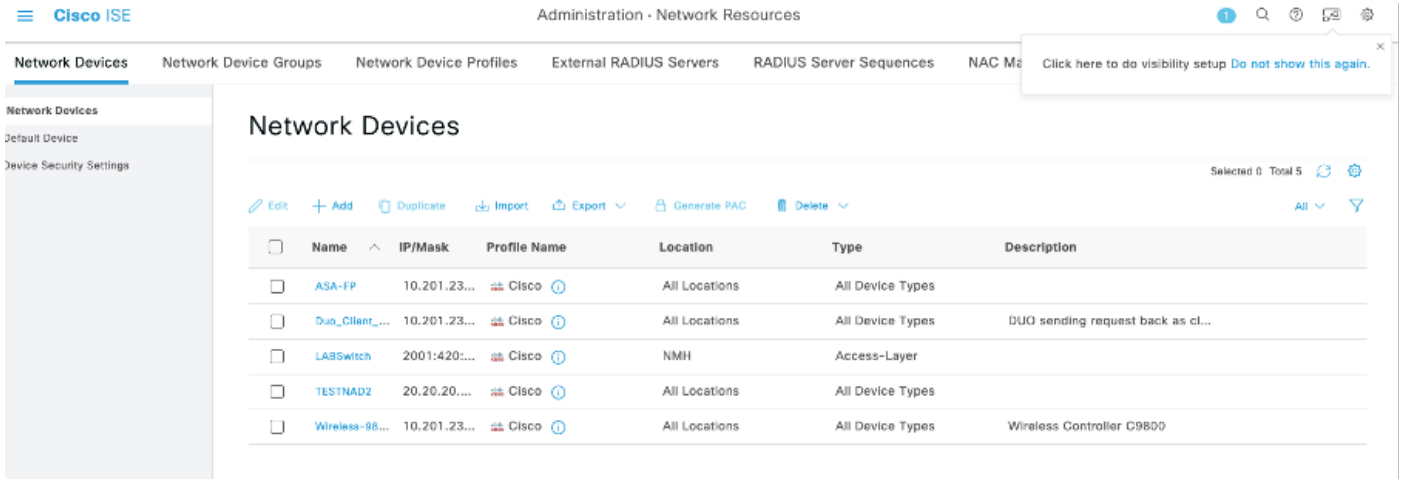 Cisco ISE
Administration · Network Resources
1
Network Devices Network Device Groups Network Device Profiles External RADIUS Servers RADIUS Server Sequences NAC Ma
Click here to do visibility setup Do not show this again.
Network Devices
Default Device
Device Security Settings
Network Devices
Selected 0 Total 5
Edit Add Duplicate Import Export Generate PAC Delete All
Name IP/Mask Profile Name Location Type Description
ASA-FP 10.201.23... Cisco All Locations All Device Types
Duo_Client_... 10.201.23... Cisco All Locations All Device Types DUO sending request back as cl...
LABSwitch 2001:420:... Cisco NMH Access-Layer
TESTNAD2 20.20.20.... Cisco All Locations All Device Types
Wireless-98... 10.201.23... Cisco All Locations All Device Types Wireless Controller C9800